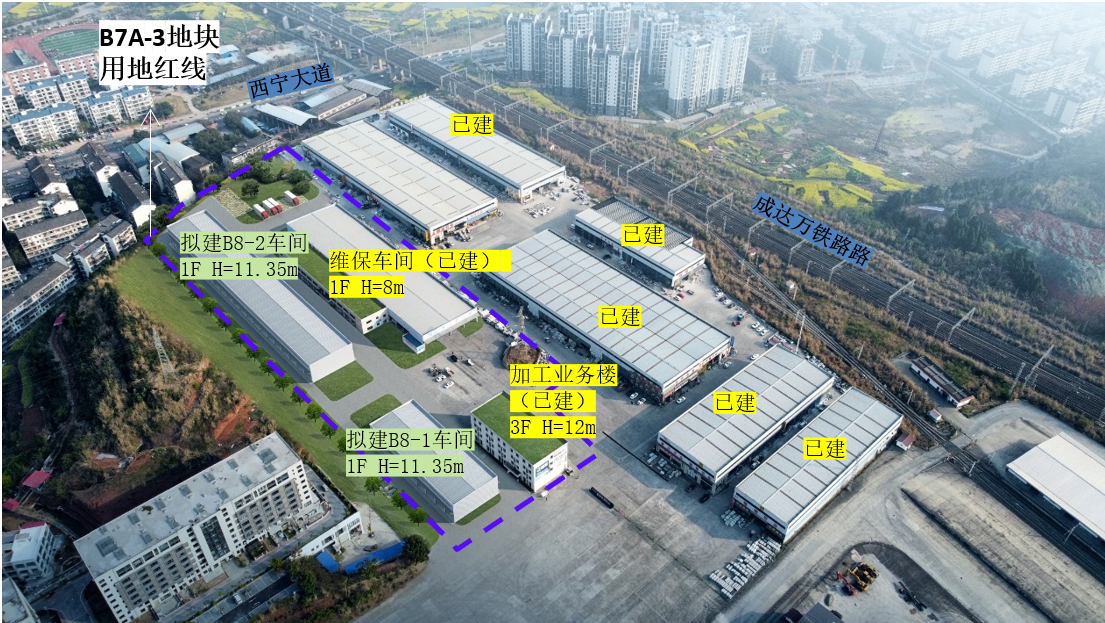 B7A-3地块
用地红线
西宁大道
已建
成达万铁路路
拟建B8-2车间
1F H=11.35m
维保车间（已建）
1F H=8m
已建
已建
加工业务楼
（已建）
3F H=12m
已建
拟建B8-1车间
1F H=11.35m
已建